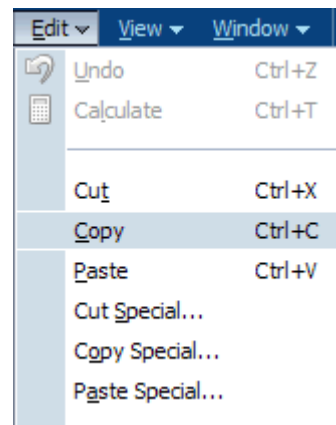 Edit View Window
Undo Ctrl+Z
Calculate Ctrl+T
Cut Ctrl+X
Copy Ctrl+C
Paste Ctrl+V
Cut Special...
Copy Special...
Paste Special...